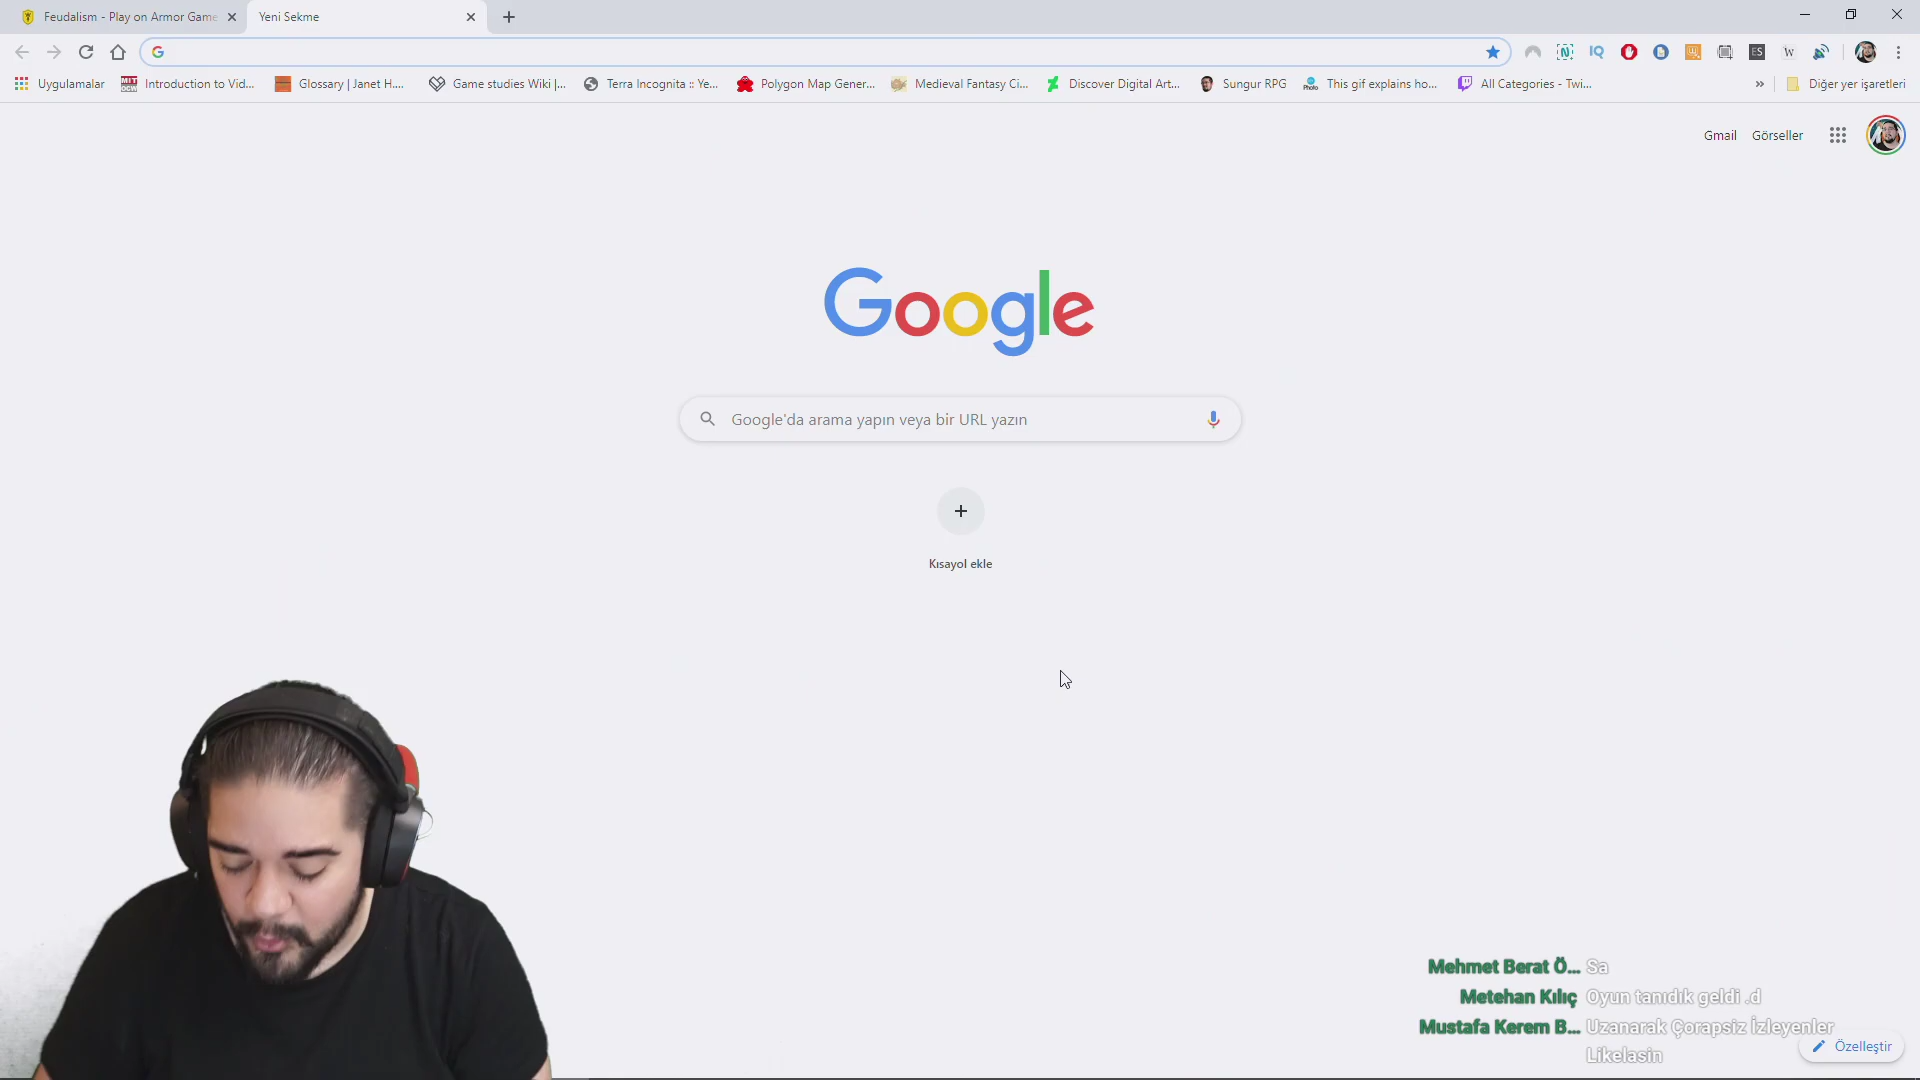 Feudalism - Play on Armor Game
Yeni Sekme
Uygulamalar
Introduction to Vid...
Glossary | Janet H....
Game studies Wiki |...
Terra Incognita :: Ye...
Polygon Map Gener...
Medieval Fantasy Ci...
Discover Digital Art...
Sungur RPG
This gif explains ho...
All Categories - Twi...
»
Diğer yer işaretleri
Gmail
Görseller
Google
Google'da arama yapın veya bir URL yazın
Kısayol ekle
Mehmet Berat Ö... Sa
Metehan Kılıç Oyun tanıdık geldi .d
Mustafa Kerem B... Uzanarak Çorapsiz İzleyenler
Likelasin
Özelleştir